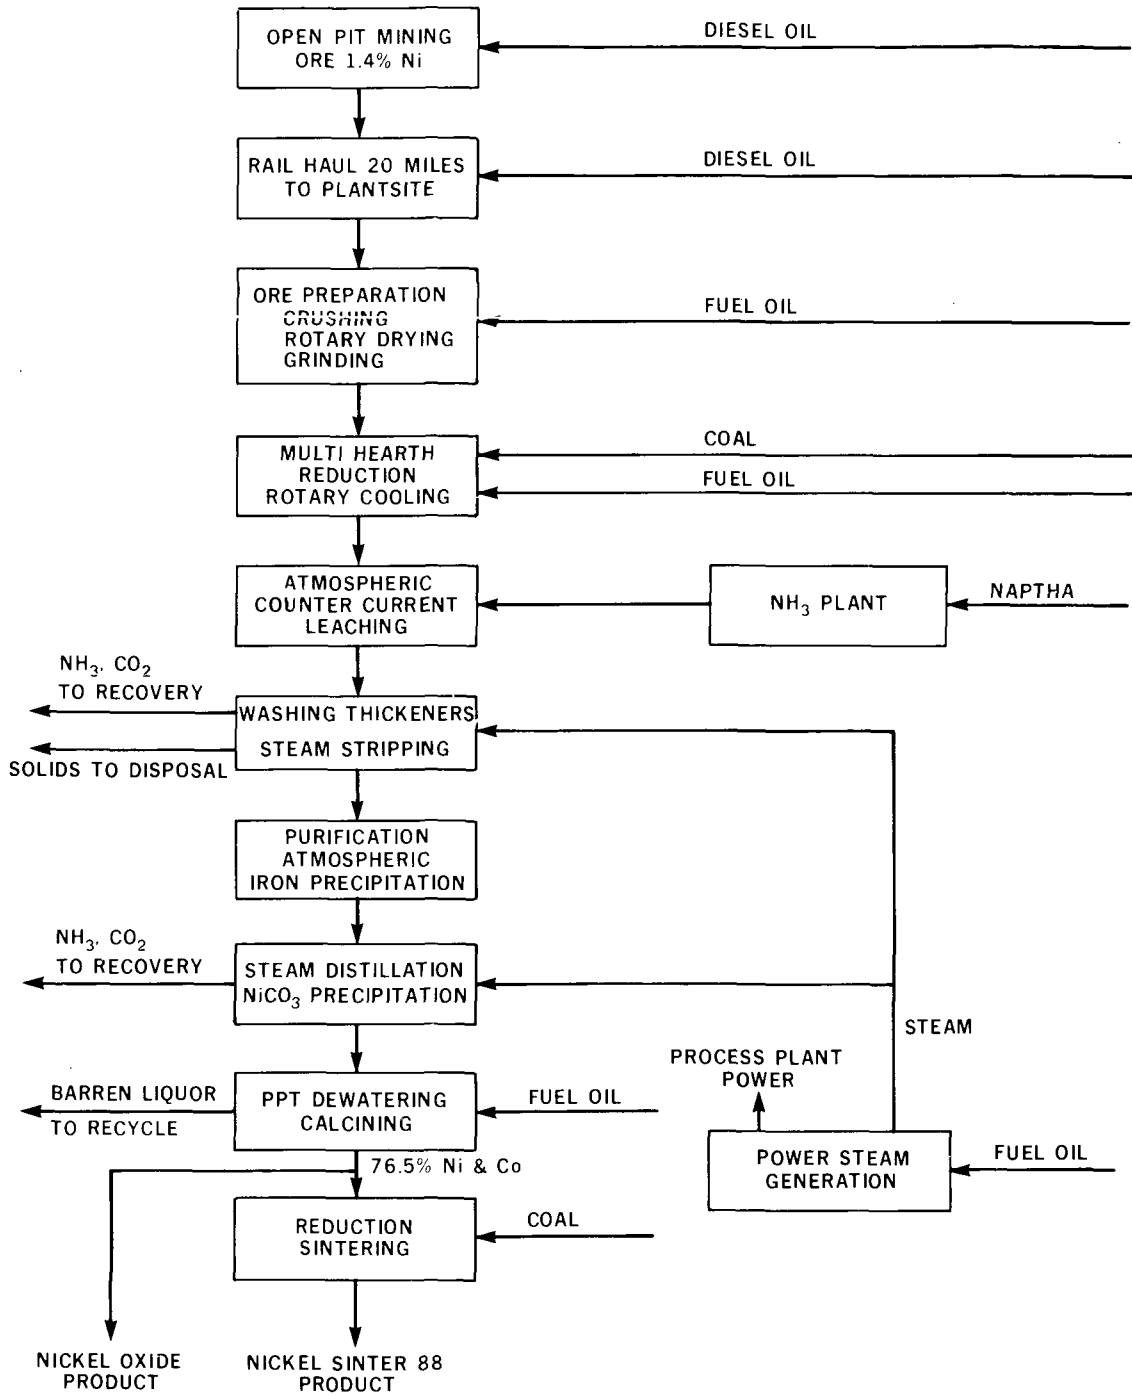 OPEN PIT MINING
ORE 1.4% Ni
DIESEL OIL
RAIL HAUL 20 MILES
TO PLANTSITE
DIESEL OIL
ORE PREPARATION
CRUSHING
ROTARY DRYING
GRINDING
FUEL OIL
MULTI HEARTH
REDUCTION
ROTARY COOLING
COAL
FUEL OIL
ATMOSPHERIC
COUNTER CURRENT
LEACHING
NH₃ PLANT
NAPTHA
NH₃, CO₂
TO RECOVERY
WASHING THICKENERS
STEAM STRIPPING
SOLIDS TO DISPOSAL
PURIFICATION
ATMOSPHERIC
IRON PRECIPITATION
NH₃, CO₂
TO RECOVERY
STEAM DISTILLATION
NiCO₃ PRECIPITATION
STEAM
PROCESS PLANT
POWER
BARREN LIQUOR
TO RECYCLE
PPT DEWATERING
CALCINING
FUEL OIL
POWER STEAM
GENERATION
FUEL OIL
76.5% Ni & Co
REDUCTION
SINTERING
COAL
NICKEL OXIDE
PRODUCT
NICKEL SINTER 88
PRODUCT